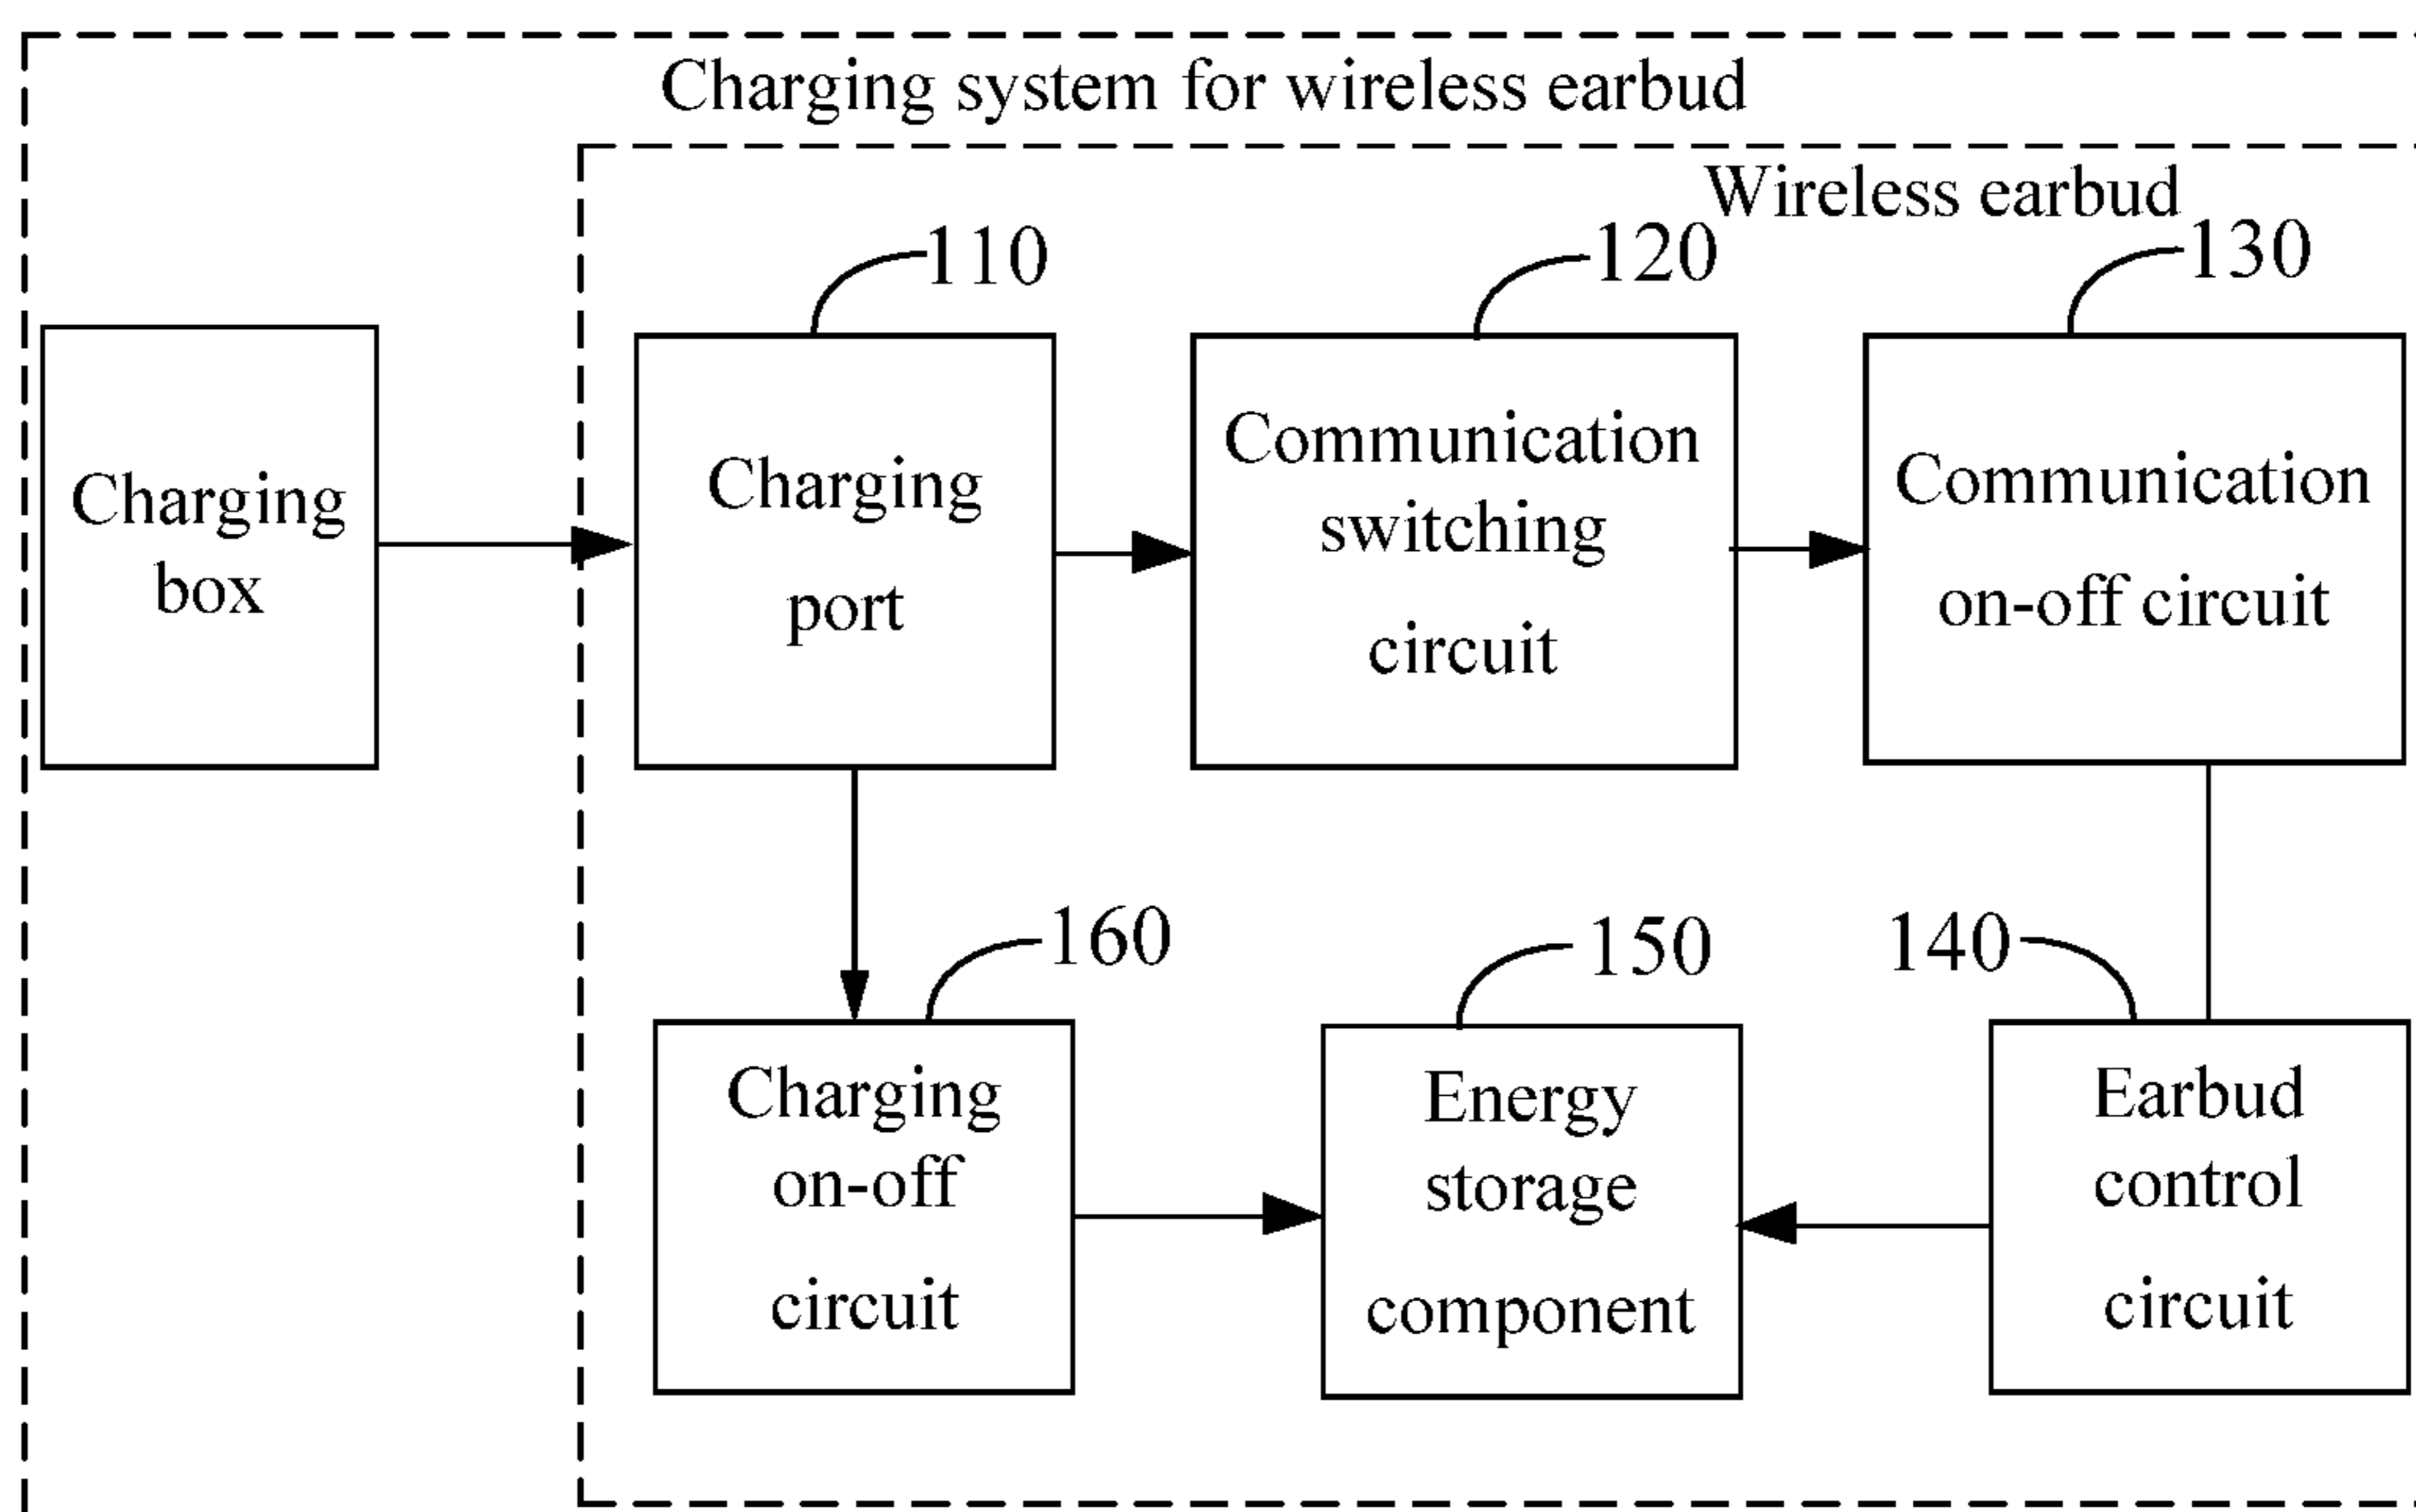 Charging system for wireless earbud
Wireless earbud
110
120
130
Charging
box
Charging
port
Communication
switching
circuit
Communication
on-off circuit
160
150
140
Charging
on-off
circuit
Energy
storage
component
Earbud
control
circuit